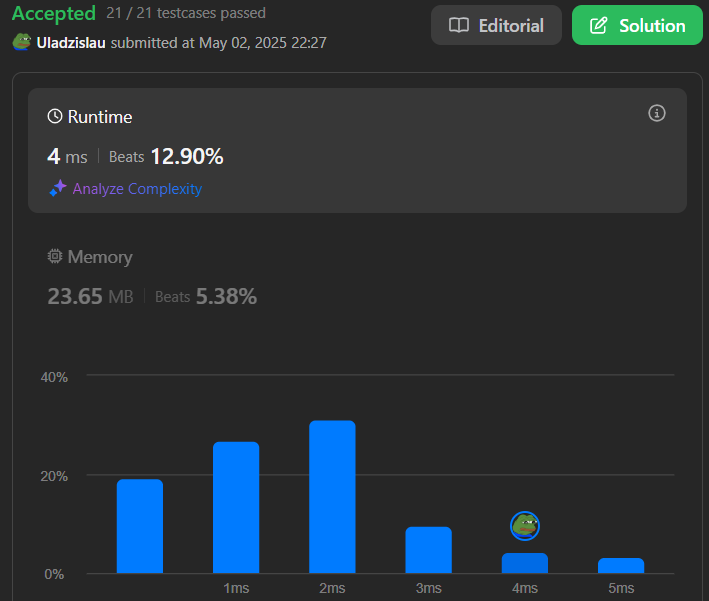 Accepted 21 / 21 testcases passed
Uladzislau submitted at May 02, 2025 22:27
Editorial
Solution
Runtime
4 ms | Beats 12.90%
Analyze Complexity
Memory
23.65 MB | Beats 5.38%
40%
20%
0%
1ms 2ms 3ms 4ms 5ms